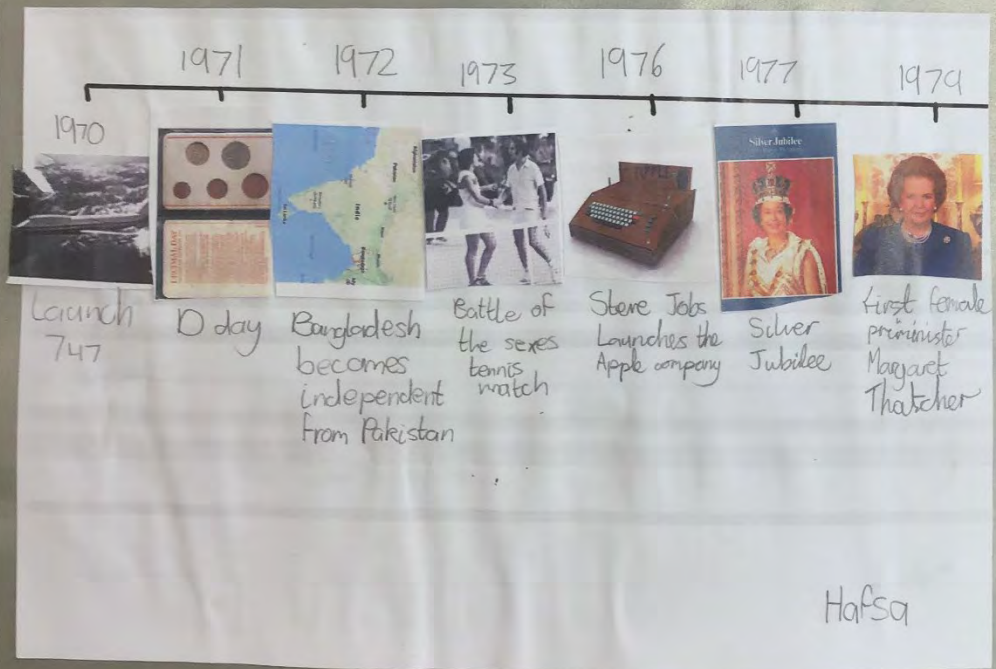 1971
1972
1973
1976
1977
1979
1970
Silver Jubilee
India
Launch
747
D day
Bangladesh
becomes
independent
from Pakistan
Battle of
the sexes
tennis
match
Steve Jobs
Launches the
Apple company
Silver
Jubilee
First female
priminister
Margaret
Thatcher
Hafsa